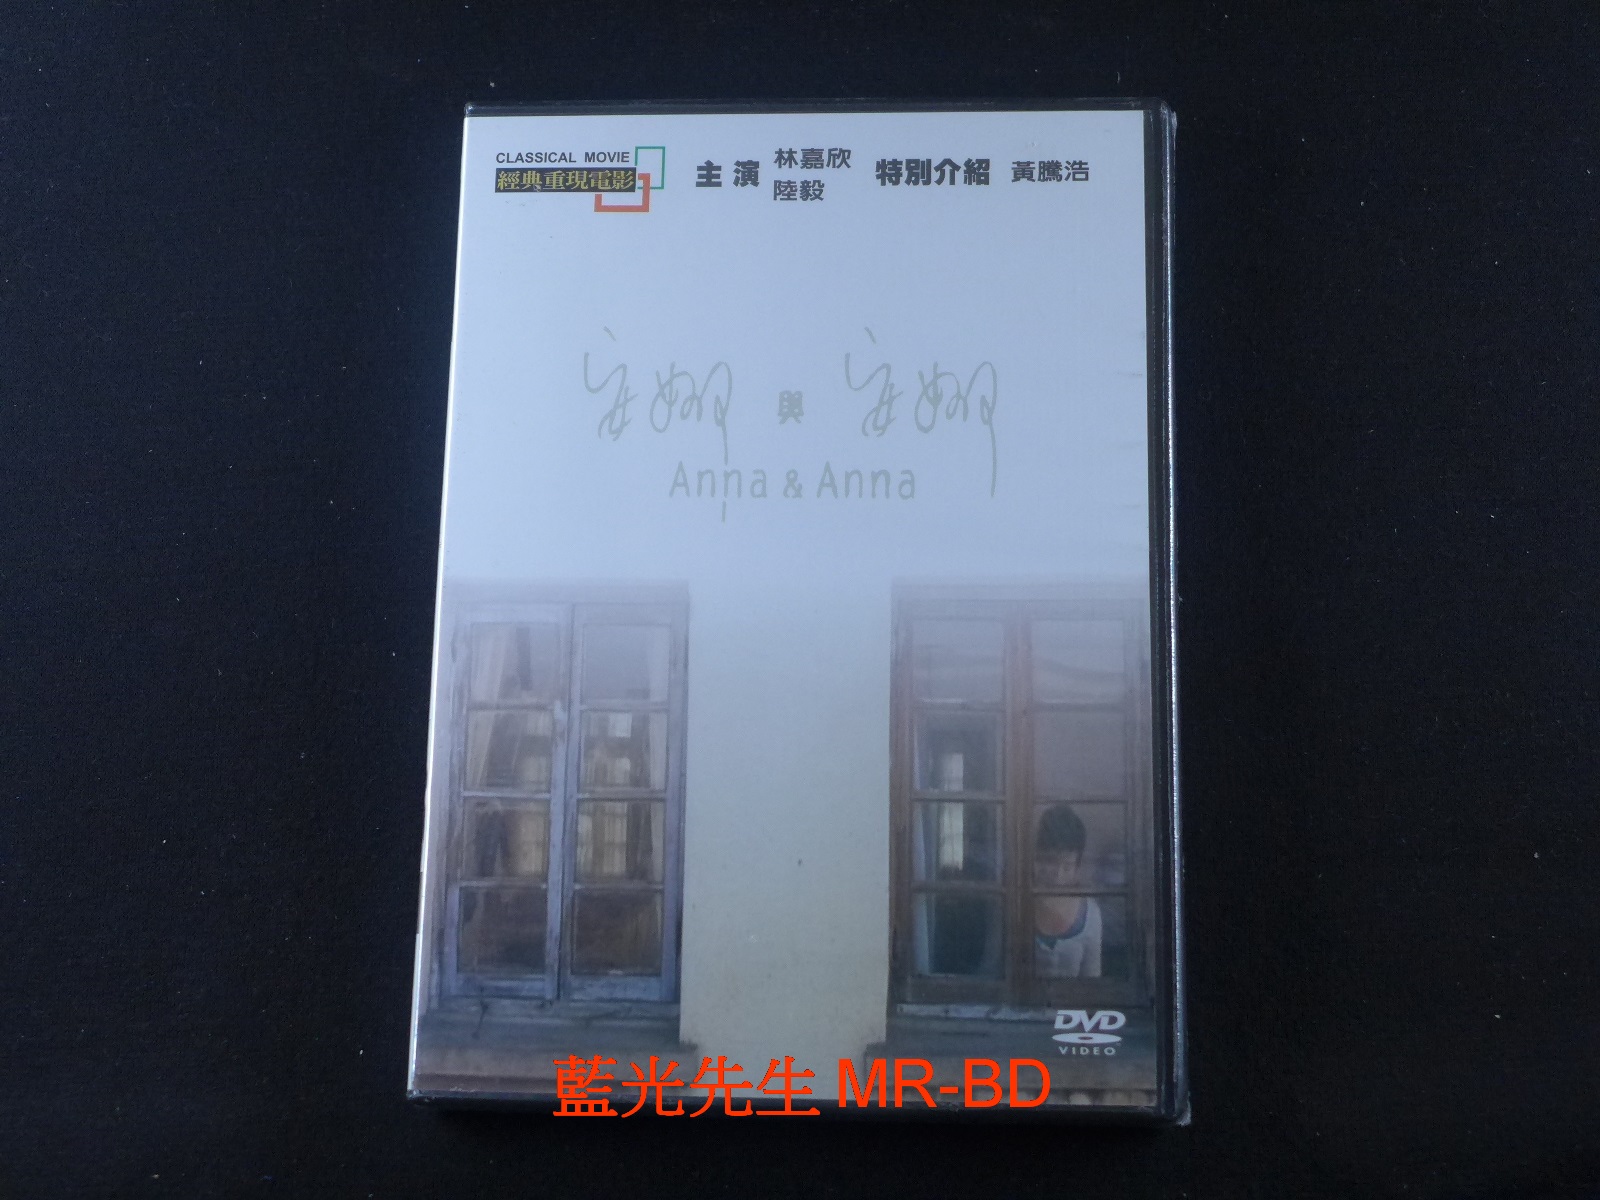 CLASSICAL MOVIE
經典重現電影
主演 林嘉欣 陸毅 特別介紹 黃騰浩
安娜 與 安娜
Anna & Anna
DVD
VIDEO
藍光先生 MR-BD